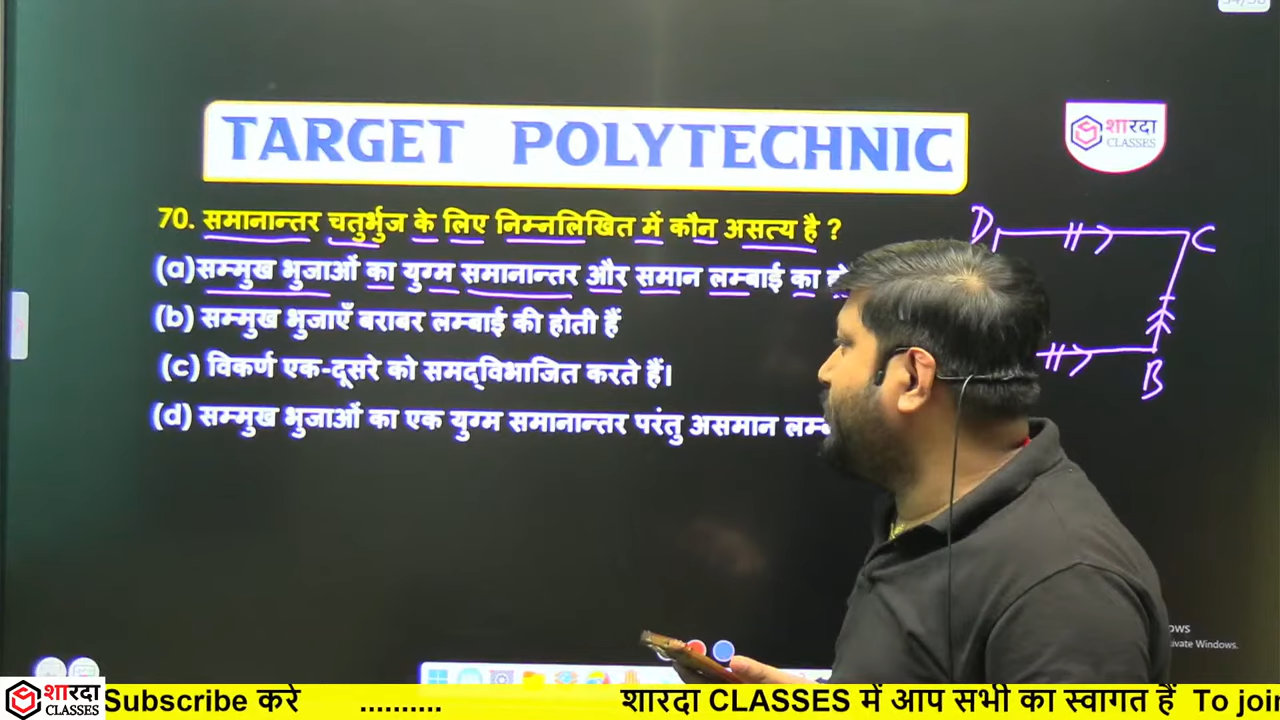 TARGET POLYTECHNIC
शारदा
CLASSES
70. समानान्तर चतुर्भुज के लिए निम्नलिखित में कौन असत्य है ?
(a)सम्मुख भुजाओं का युग्म समानान्तर और समान लम्बाई का
(b) सम्मुख भुजाएँ बराबर लम्बाई की होती हैं
(c) विकर्ण एक-दूसरे को समद्विभाजित करते हैं।
(d) सम्मुख भुजाओं का एक युग्म समानान्तर परंतु असमान
D C
B
शारदा
CLASSES
Subscribe करे .......... शारदा CLASSES में आप सभी का स्वागत हैं To